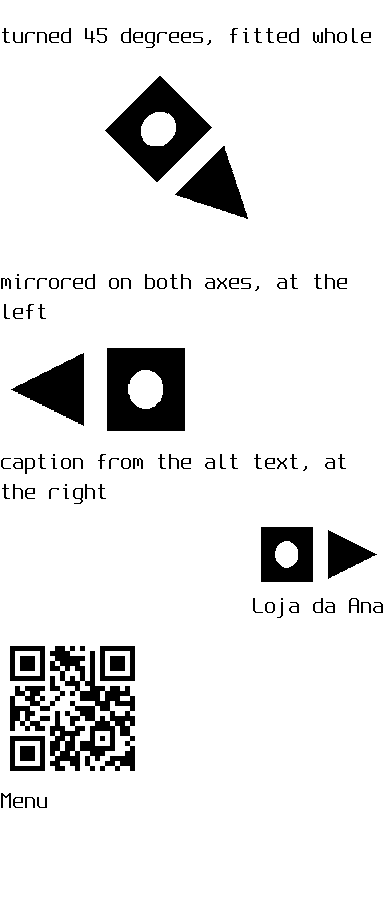 turned 45 degrees, fitted whole
mirrored on both axes, at the
left
caption from the alt text, at
the right
Loja da Ana
Menu